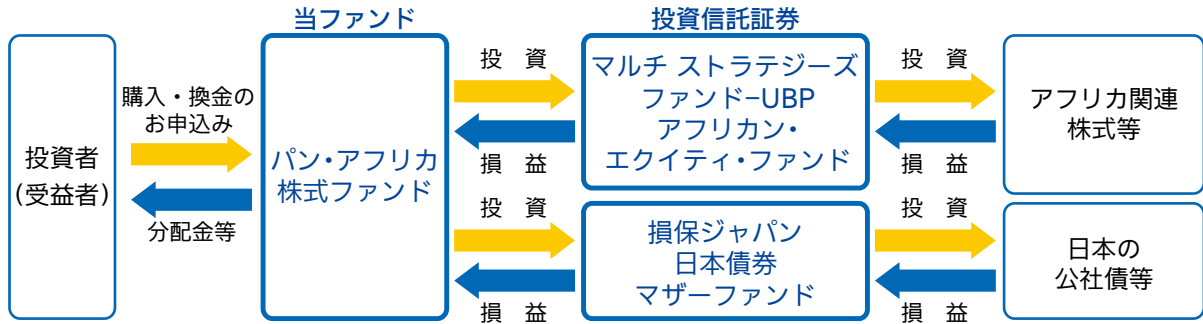 当ファンド
投資信託証券
投資者
(受益者)
購入・換金の
お申込み
分配金等
パン・アフリカ
株式ファンド
投　資
損　益
マルチ ストラテジーズ
ファンド−UBP
アフリカン・
エクイティ・ファンド
投　資
損　益
アフリカ関連
株式等
投　資
損　益
損保ジャパン
日本債券
マザーファンド
投　資
損　益
日本の
公社債等